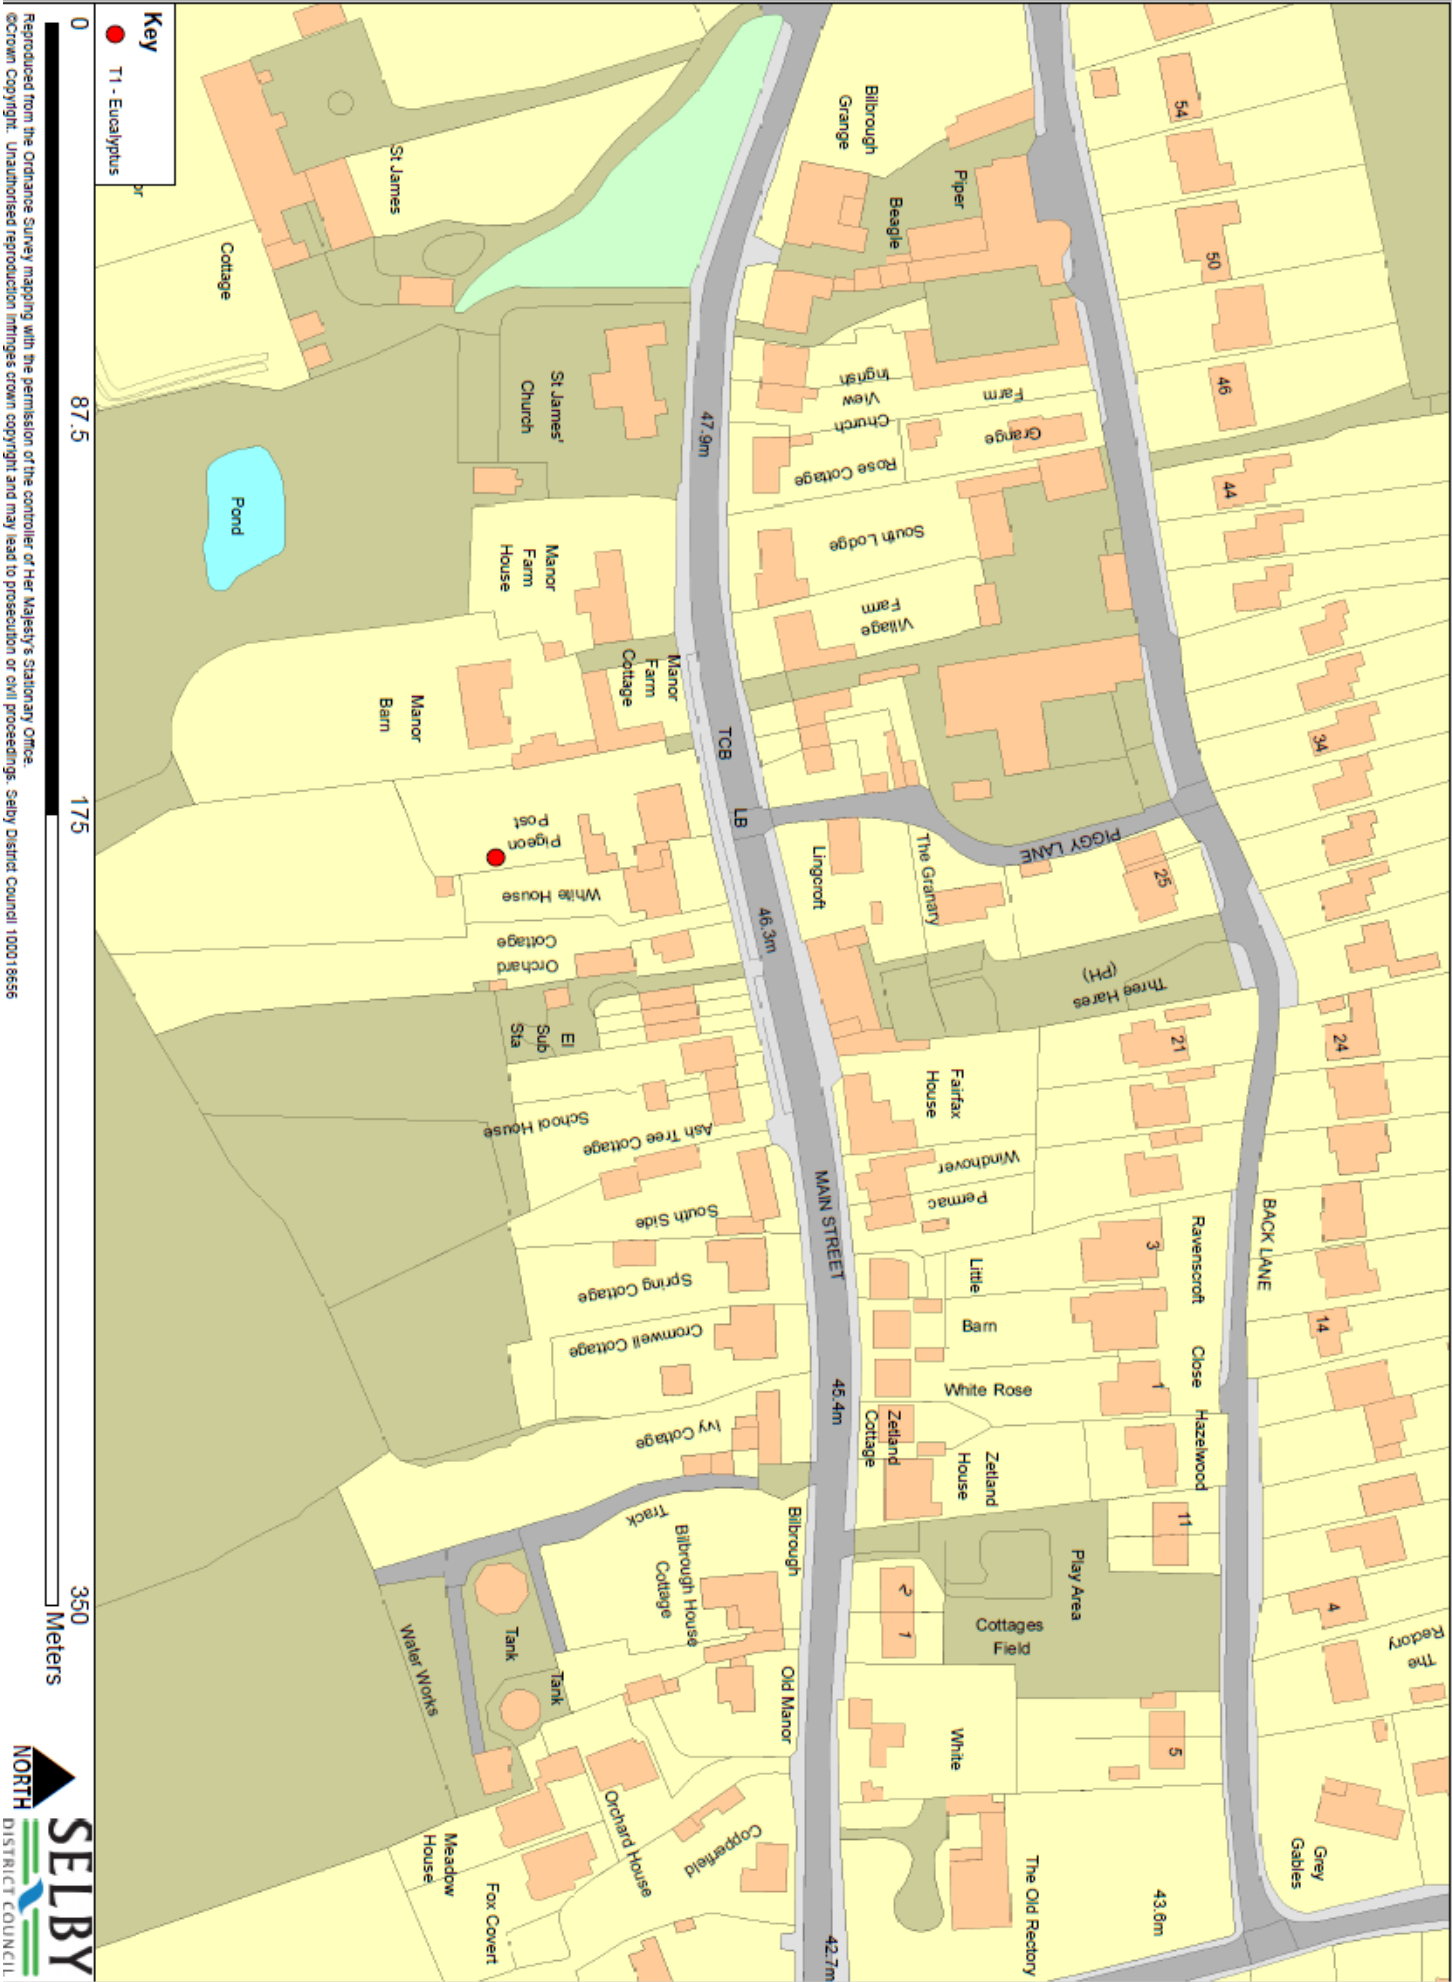 54
50
46
44
34
24
14
4
The
Rectory
Grey
Gables
43.6m
BACK LANE
Bilbrough
Grange
Piper
Beagle
Ingrish
View
Church
Farm
Grange
Rose Cottage
South Lodge
Village
Farm
PIGGY LANE
25
The Granary
Lingcroft
Three Hares
(PH)
21
Fairfax
House
Windhover
Permac
3
Ravenscroft
Close
1
Hazelwood
11
Little
Barn
White Rose
Zetland
Cottage
Zetland
House
Play Area
Cottages
Field
2
1
5
White
The Old Rectory
47.9m
TCB
LB
46.3m
MAIN STREET
45.4m
42.7m
St James
Cottage
St James'
Church
Pond
Manor
Farm
House
Manor
Farm
Cottage
Manor
Barn
Pigeon
Post
White House
Orchard
Cottage
El
Sub
Sta
School House
Ash Tree Cottage
South Side
Spring Cottage
Cromwell Cottage
Ivy Cottage
Track
Bilbrough
Bilbrough House
Cottage
Old Manor
Tank
Tank
Water Works
Orchard House
Copperfield
Meadow
House
Fox Covert
or
Key
T1 - Eucalyptus
0
87.5
175
350
Meters
Reproduced from the Ordnance Survey mapping with the permission of the controller of Her Majesty's Stationary Office.
©Crown Copyright. Unauthorised reproduction infringes crown copyright and may lead to prosecution or civil proceedings. Selby District Council 100018656
NORTH
SELBY
DISTRICT COUNCIL